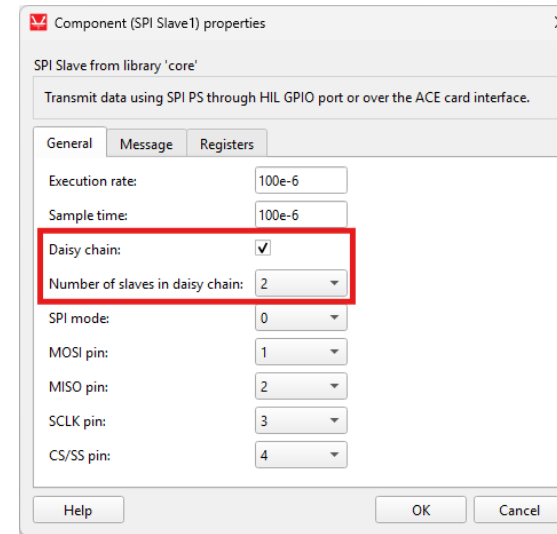 Component (SPI Slave1) properties
SPI Slave from library 'core'
Transmit data using SPI PS through HIL GPIO port or over the ACE card interface.
General Message Registers
Execution rate: 100e-6
Sample time: 100e-6
Daisy chain:
Number of slaves in daisy chain: 2
SPI mode: 0
MOSI pin: 1
MISO pin: 2
SCLK pin: 3
CS/SS pin: 4
Help OK Cancel